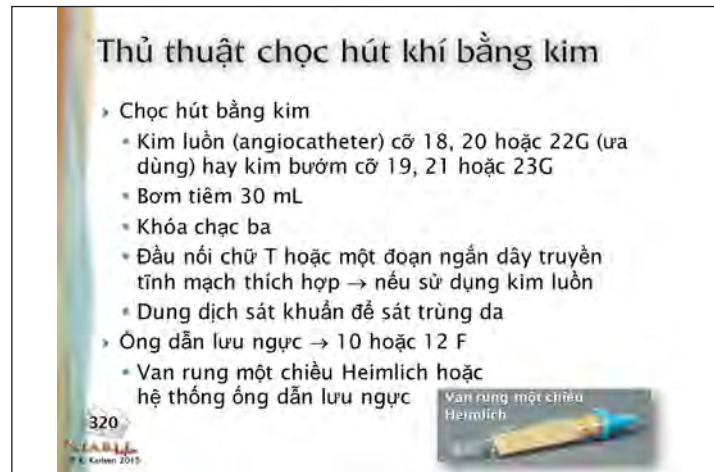 Thủ thuật chọc hút khí bằng kim
› Chọc hút bằng kim
• Kim luồn (angiocatheter) cỡ 18, 20 hoặc 22G (ưa
dùng) hay kim bướm cỡ 19, 21 hoặc 23G
• Bơm tiêm 30 mL
• Khóa chạc ba
• Đầu nối chữ T hoặc một đoạn ngắn dây truyền
tĩnh mạch thích hợp → nếu sử dụng kim luồn
• Dung dịch sát khuẩn để sát trùng da
› Ống dẫn lưu ngực → 10 hoặc 12 F
• Van rung một chiều Heimlich hoặc
hệ thống ống dẫn lưu ngực
Van rung một chiều
Heimlich
320
S.T.A.B.L.E.
K. Karlsen 2013